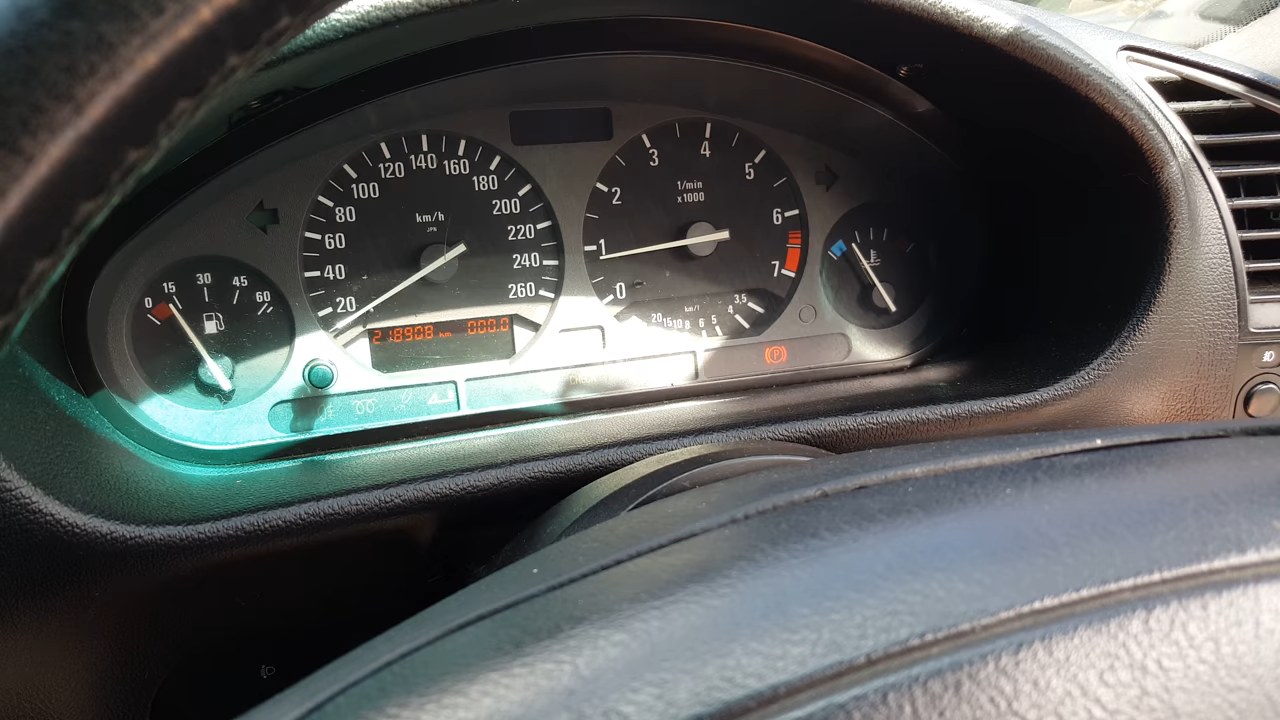 0 15 30 45 60
km/h
JPN
20 40 60 80 100 120 140 160 180 200 220 240 260
218908 km 000.0
1/min
x1000
0 1 2 3 4 5 6 7
km/l
20 15 10 8 6 5 4 3,5
(P)